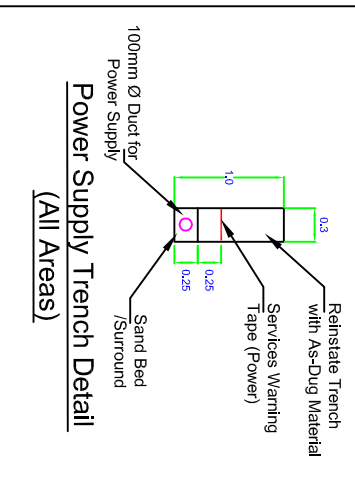 0.3
1.0
Reinstate Trench
with As-Dug Material
Services Warning
Tape (Power)
0.25
0.25
100mm Ø Duct for
Power Supply
Sand Bed
/Surround
Power Supply Trench Detail
(All Areas)